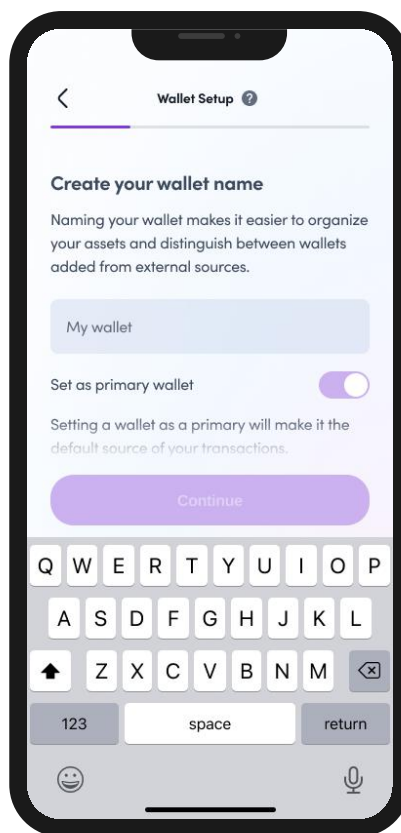 Wallet Setup ?
Create your wallet name
Naming your wallet makes it easier to organize
your assets and distinguish between wallets
added from external sources.
My wallet
Set as primary wallet
Setting a wallet as a primary will make it the
default source of your transactions.
Continue
Q W E R T Y U I O P
A S D F G H J K L
Z X C V B N M
123 space return